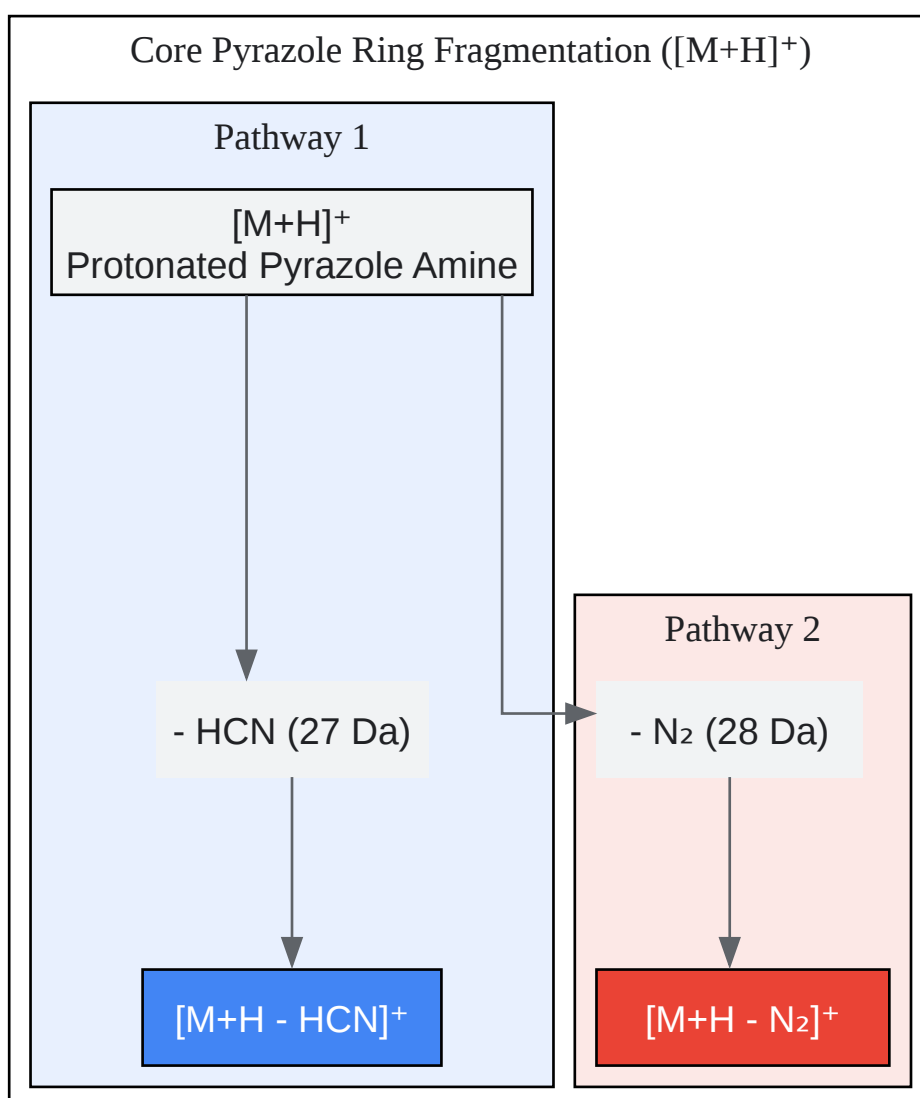 Core Pyrazole Ring Fragmentation ([M+H]⁺)
Pathway 1
[M+H]⁺
Protonated Pyrazole Amine
Pathway 2
- HCN (27 Da)
- N₂ (28 Da)
[M+H - HCN]⁺
[M+H - N₂]⁺